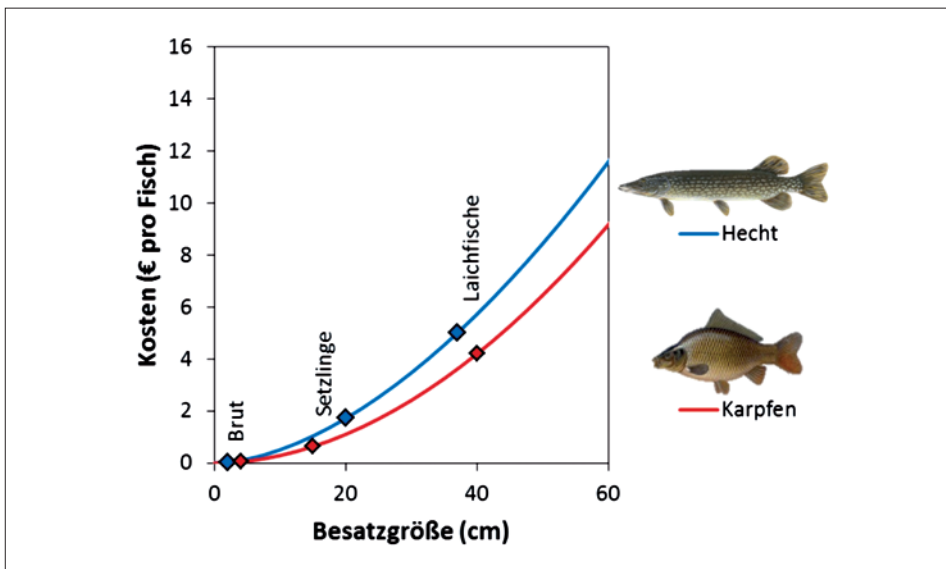 Kosten (€ pro Fisch)
16
14
12
10
8
6
4
2
0
Brut
Setzlinge
Laichfische
0
20
40
60
Besatzgröße (cm)
Hecht
Karpfen